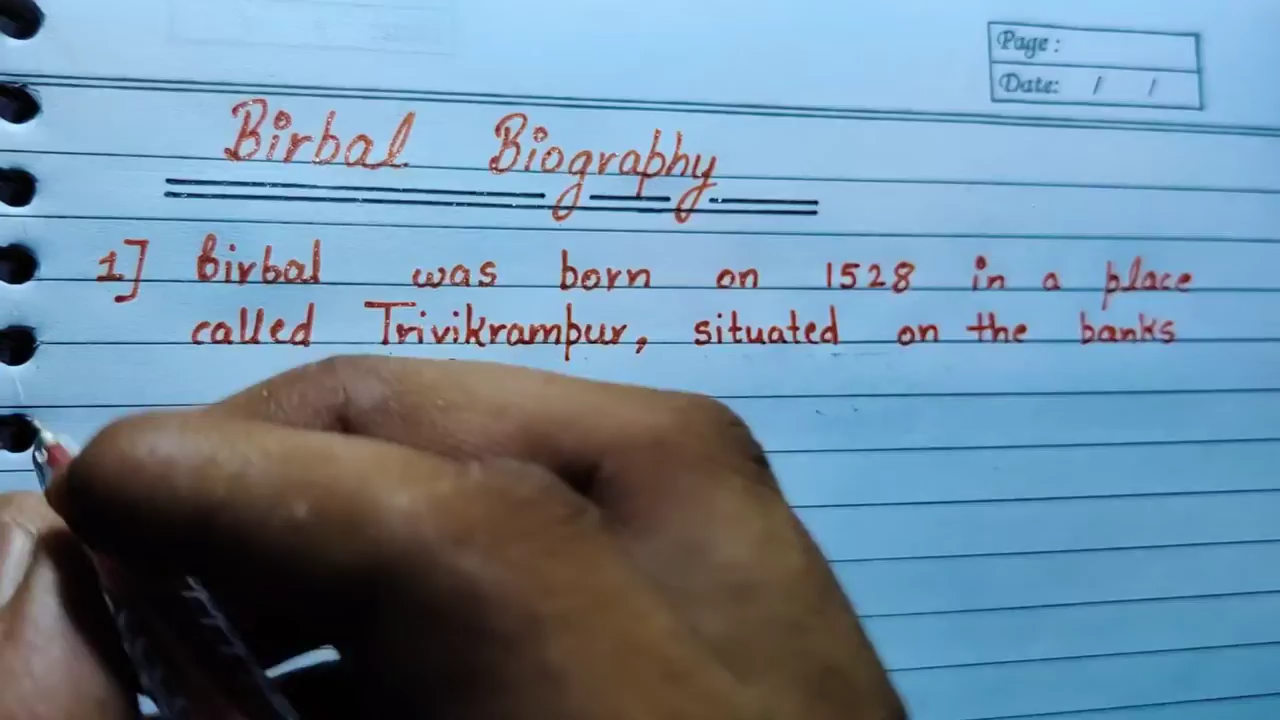 Page :
Date: / /
Birbal Biography
1] Birbal was born on 1528 in a place
called Trivikrampur, situated on the banks